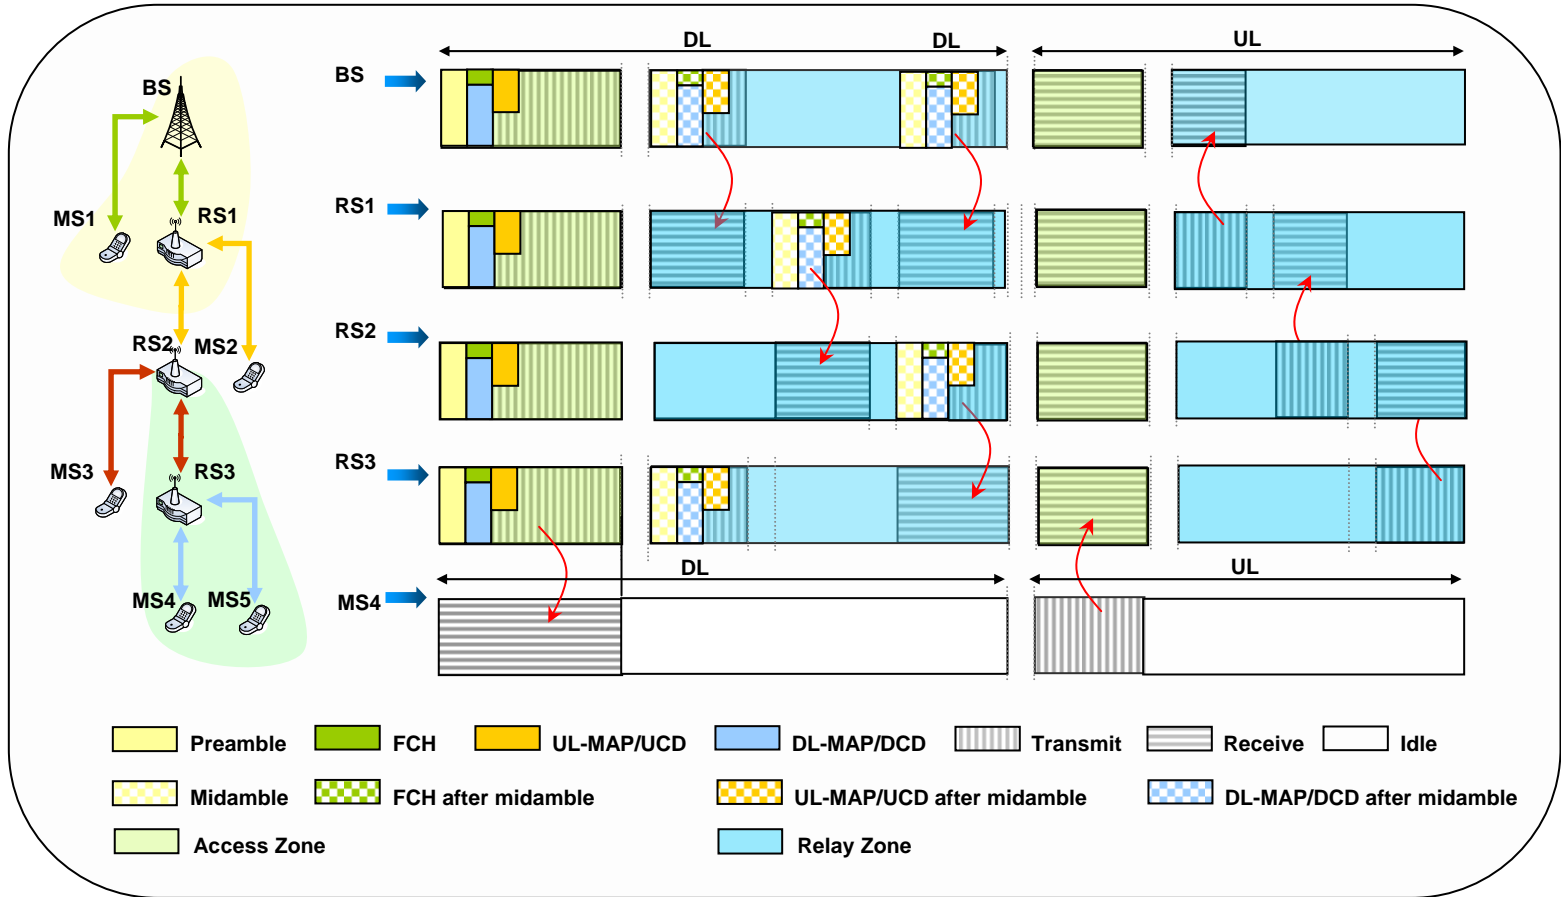 DL DL UL
BS
BS
MS1 RS1
RS1
RS2 MS2
RS2
MS3 RS3
RS3
DL UL
MS4 MS5
MS4
Preamble FCH UL-MAP/UCD DL-MAP/DCD Transmit Receive Idle
Midamble FCH after midamble UL-MAP/UCD after midamble DL-MAP/DCD after midamble
Access Zone Relay Zone